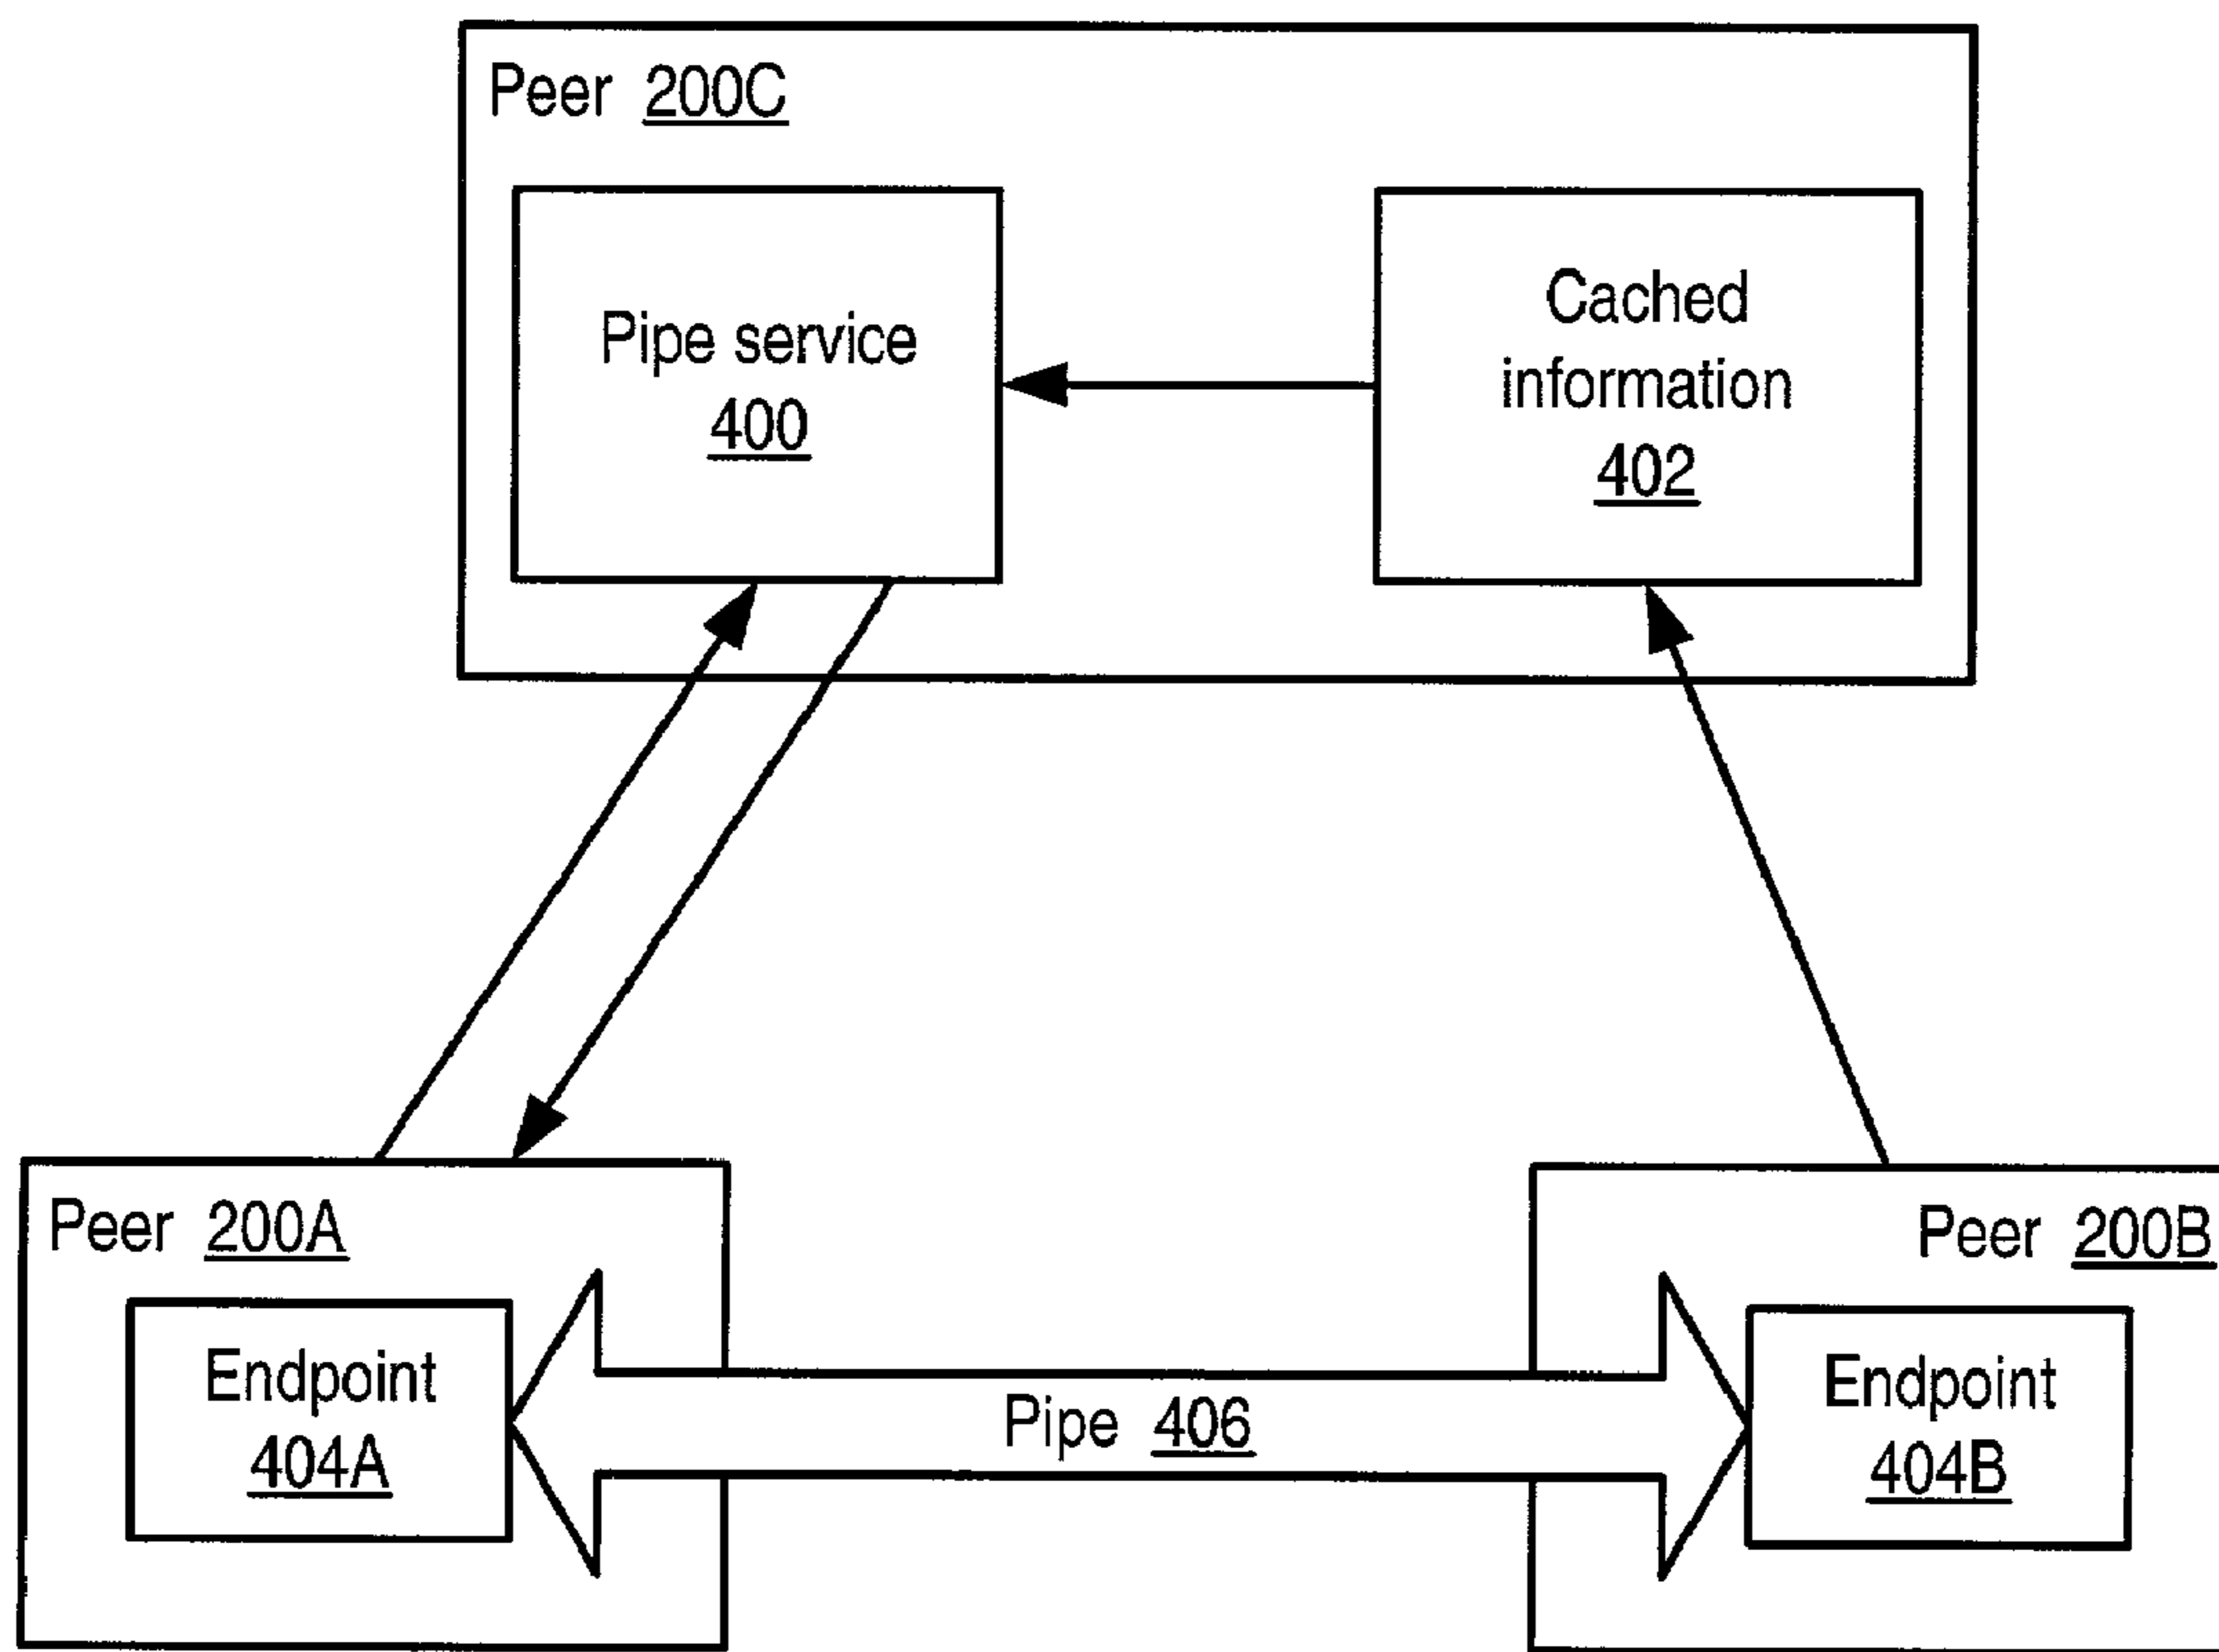 Peer 200C
Pipe service
400
Cached
information
402
Peer 200A
Endpoint
404A
Pipe 406
Peer 200B
Endpoint
404B